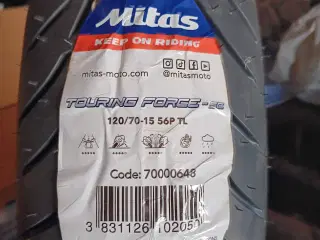 Mitas
KEEP ON RIDING
mitas-moto.com
@mitasmoto
TOURING FORCE-SC
120/70-15 56P TL
Code: 70000648
3 831126 10205